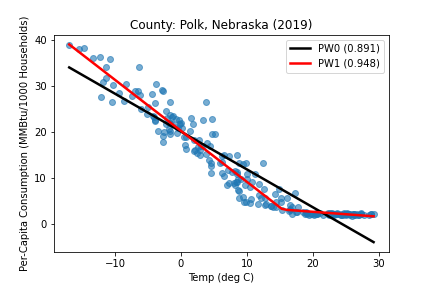 County: Polk, Nebraska (2019)
Per-Capita Consumption (MMBtu/1000 Households)
40
30
20
10
0
PW0 (0.891)
PW1 (0.948)
−10 0 10 20 30
Temp (deg C)